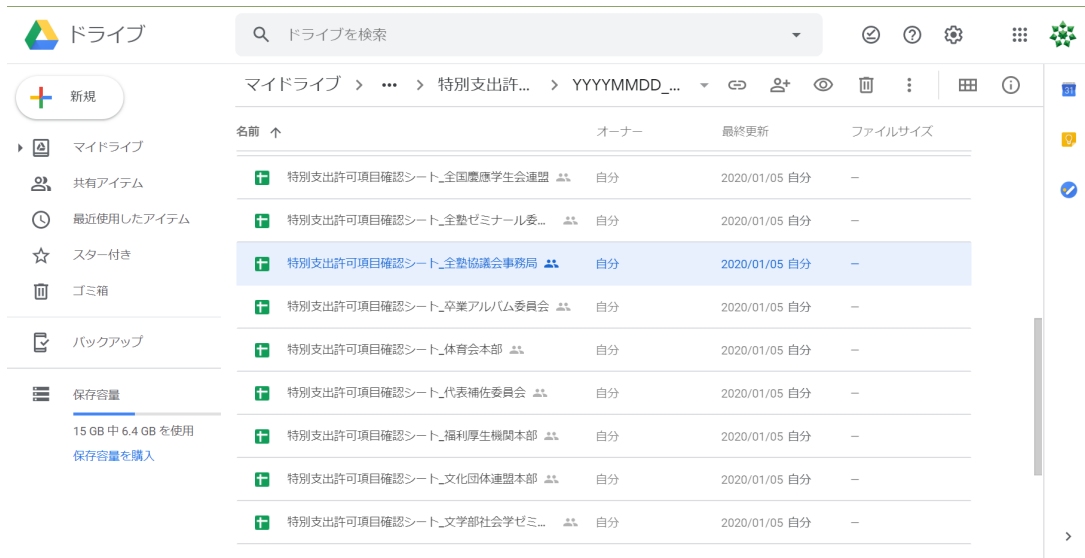 ドライブ
ドライブを検索
新規
マイドライブ
共有アイテム
最近使用したアイテム
スター付き
ゴミ箱
バックアップ
保存容量
15 GB 中 6.4 GB を使用
保存容量を購入
マイドライブ > ••• > 特別支出許... > YYYYMMDD_...
名前 ↑ オーナー 最終更新 ファイルサイズ
特別支出許可項目確認シート_全国慶應学生会連盟 自分 2020/01/05 自分 —
特別支出許可項目確認シート_全塾ゼミナール委... 自分 2020/01/05 自分 —
特別支出許可項目確認シート_全塾協議会事務局 自分 2020/01/05 自分 —
特別支出許可項目確認シート_卒業アルバム委員会 自分 2020/01/05 自分 —
特別支出許可項目確認シート_体育会本部 自分 2020/01/05 自分 —
特別支出許可項目確認シート_代表補佐委員会 自分 2020/01/05 自分 —
特別支出許可項目確認シート_福利厚生機関本部 自分 2020/01/05 自分 —
特別支出許可項目確認シート_文化団体連盟本部 自分 2020/01/05 自分 —
特別支出許可項目確認シート_文学部社会学ゼミ... 自分 2020/01/05 自分 —
31